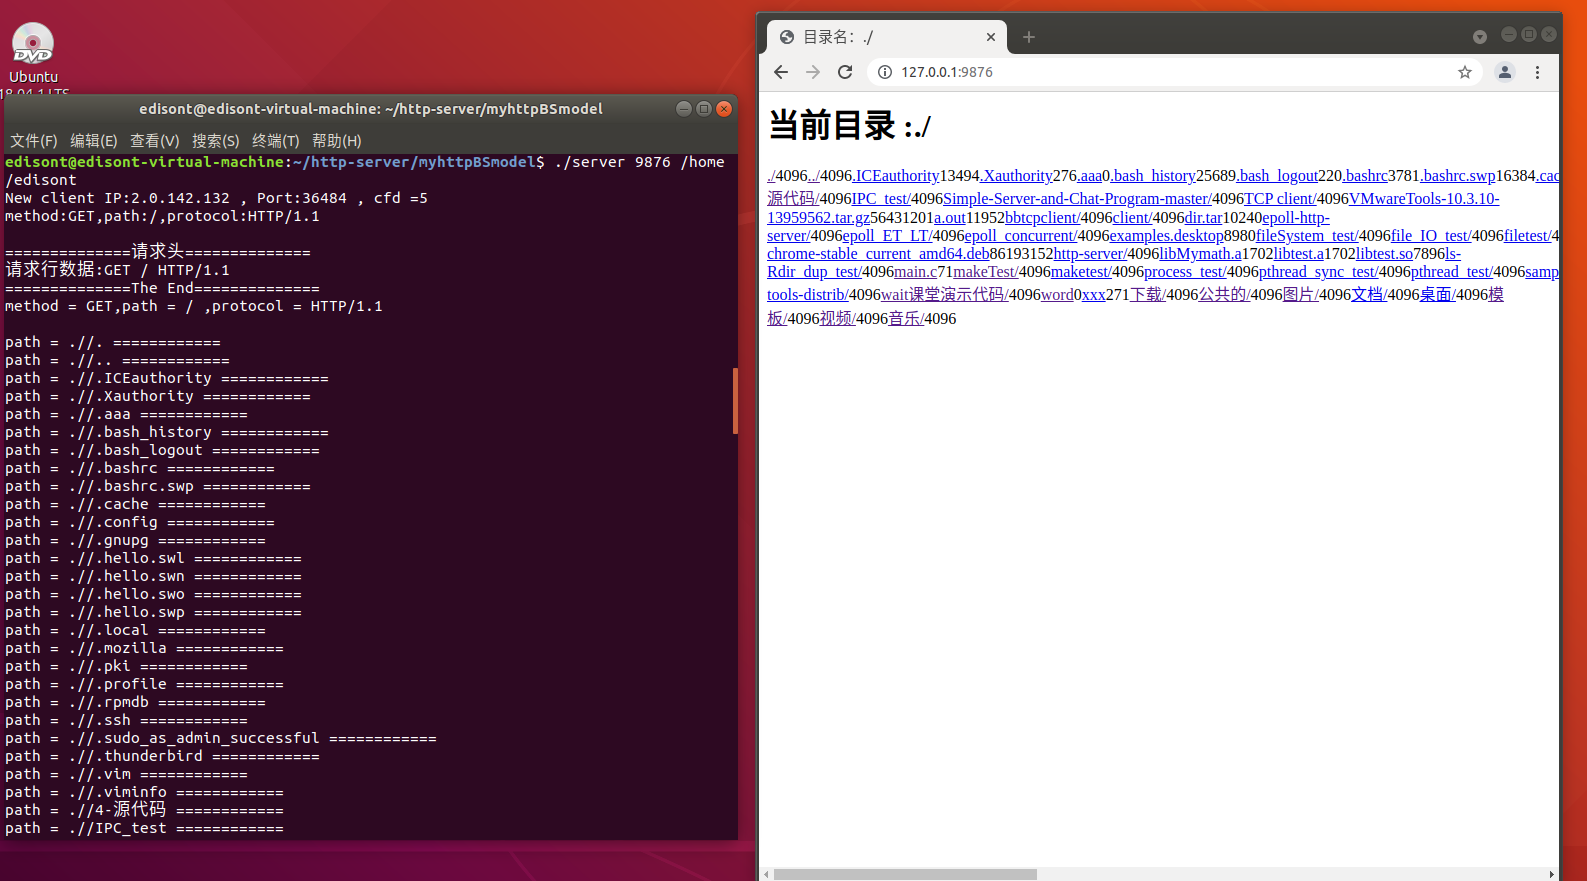 Ubuntu
18.04.1 LTS
edisont@edisont-virtual-machine: ~/http-server/myhttpBSmodel
文件(F) 编辑(E) 查看(V) 搜索(S) 终端(T) 帮助(H)
edisont@edisont-virtual-machine:~/http-server/myhttpBSmodel$ ./server 9876 /home
/edisont
New client IP:2.0.142.132 , Port:36484 , cfd =5
method:GET,path:/,protocol:HTTP/1.1
==============请求头==============
请求行数据:GET / HTTP/1.1
==============The End==============
method = GET,path = / ,protocol = HTTP/1.1
path = .//. ============
path = .//.. ============
path = .//.ICEauthority ============
path = .//.Xauthority ============
path = .//.aaa ============
path = .//.bash_history ============
path = .//.bash_logout ============
path = .//.bashrc ============
path = .//.bashrc.swp ============
path = .//.cache ============
path = .//.config ============
path = .//.gnupg ============
path = .//.hello.swl ============
path = .//.hello.swn ============
path = .//.hello.swo ============
path = .//.hello.swp ============
path = .//.local ============
path = .//.mozilla ============
path = .//.pki ============
path = .//.profile ============
path = .//.rpmdb ============
path = .//.ssh ============
path = .//.sudo_as_admin_successful ============
path = .//.thunderbird ============
path = .//.vim ============
path = .//.viminfo ============
path = .//4-源代码 ============
path = .//IPC_test ============
目录名：./
127.0.0.1:9876
当前目录 :./
./4096../4096.ICEauthority13494.Xauthority276.aaa0.bash_history25689.bash_logout220.bashrc3781.bashrc.swp16384.cac
源代码/4096IPC_test/4096Simple-Server-and-Chat-Program-master/4096TCP client/4096VMwareTools-10.3.10-
13959562.tar.gz56431201a.out11952bbtcpclient/4096client/4096dir.tar10240epoll-http-
server/4096epoll_ET_LT/4096epoll_concurrent/4096examples.desktop8980fileSystem_test/4096file_IO_test/4096filetest/4
chrome-stable_current_amd64.deb86193152http-server/4096libMymath.a1702libtest.a1702libtest.so7896ls-
Rdir_dup_test/4096main.c71makeTest/4096maketest/4096process_test/4096pthread_sync_test/4096pthread_test/4096samp
tools-distrib/4096wait课堂演示代码/4096word0xxx271下载/4096公共的/4096图片/4096文档/4096桌面/4096模
板/4096视频/4096音乐/4096